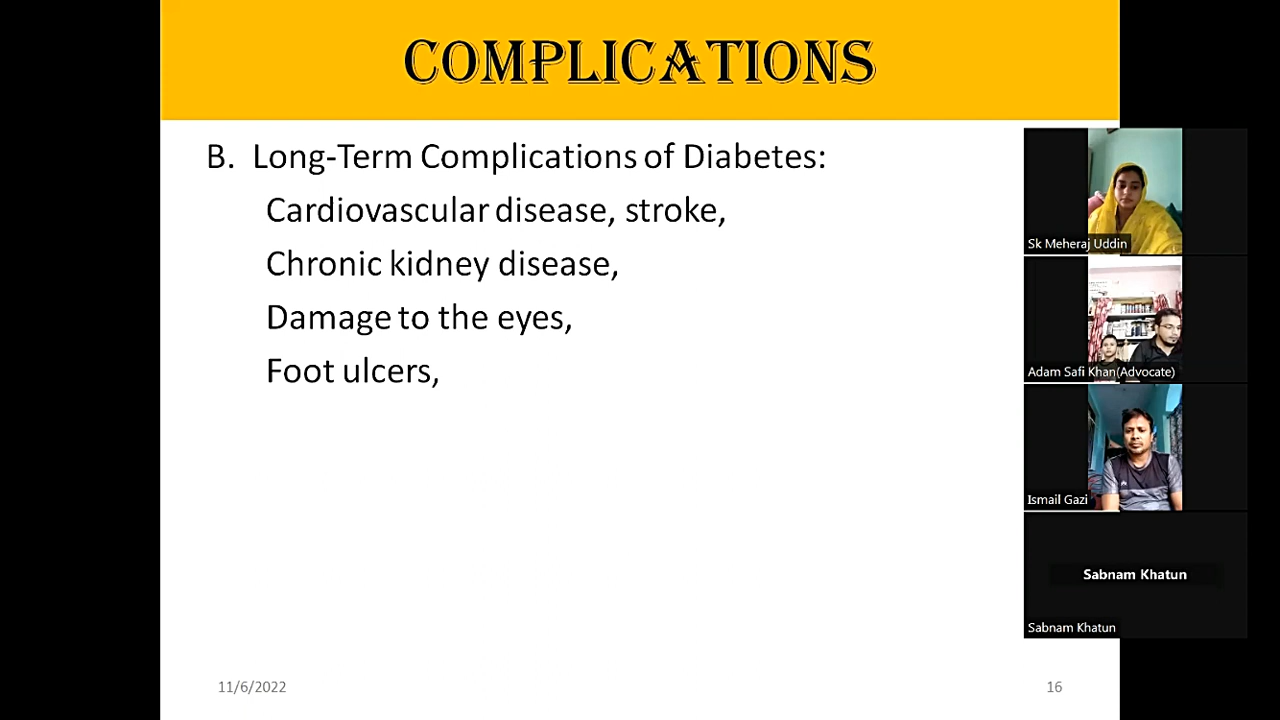 COMPLICATIONS
B. Long-Term Complications of Diabetes:
Cardiovascular disease, stroke,
Chronic kidney disease,
Damage to the eyes,
Foot ulcers,
11/6/2022
16
Sk Meheraj Uddin
Adam Safi Khan(Advocate)
Ismail Gazi
Sabnam Khatun
Sabnam Khatun